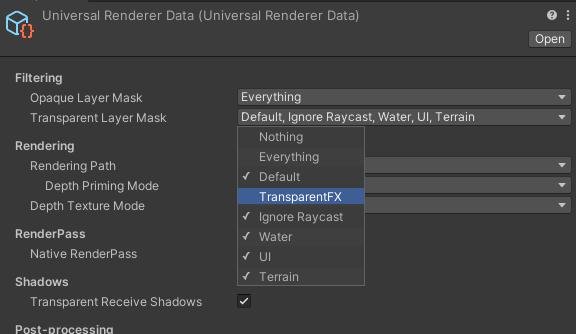 Universal Renderer Data (Universal Renderer Data)
Open
Filtering
Opaque Layer Mask Everything
Transparent Layer Mask Default, Ignore Raycast, Water, UI, Terrain
Nothing
Everything
Rendering
Rendering Path
Default
Depth Priming Mode
TransparentFX
Depth Texture Mode
Ignore Raycast
RenderPass
Water
Native RenderPass
UI
Shadows
Terrain
Transparent Receive Shadows
Post-processing